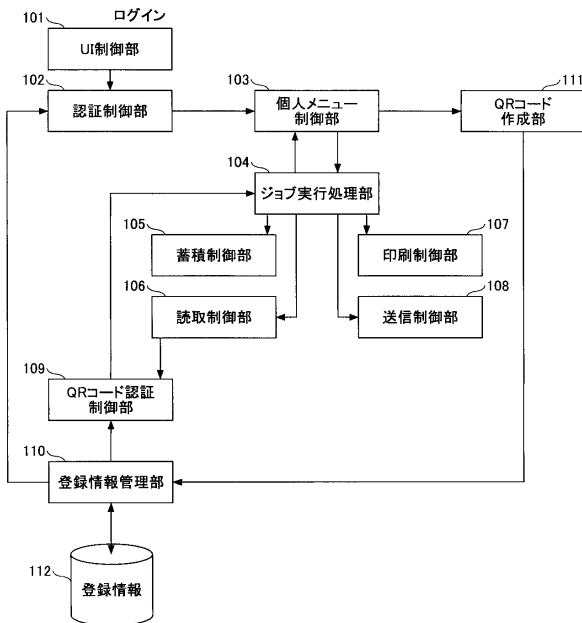 ログイン
101
UI制御部
102
認証制御部
103
個人メニュー
制御部
111
QRコード
作成部
104
ジョブ実行処理部
105
蓄積制御部
107
印刷制御部
106
読取制御部
108
送信制御部
109
QRコード認証
制御部
110
登録情報管理部
112
登録情報